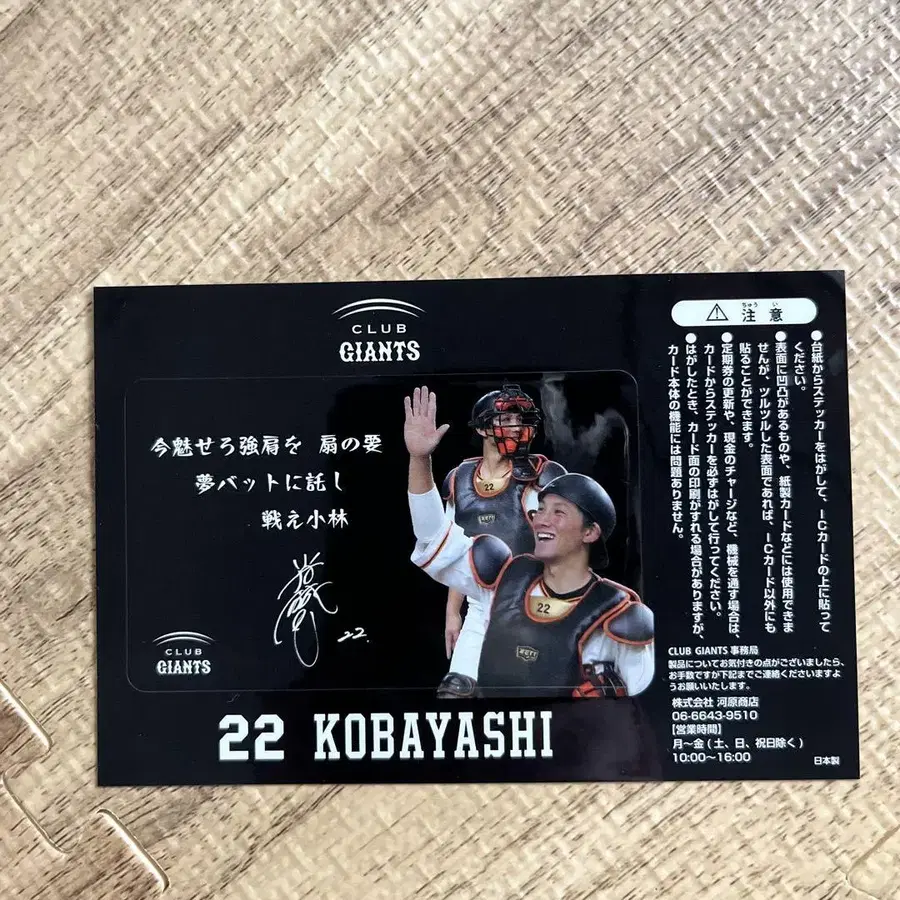 CLUB
GIANTS
今魅せろ強肩を 扇の要
夢バットに託し
戦え小林
22.
CLUB
GIANTS
22
ZETT
22
ZETT
22 KOBAYASHI
ちゅう い
注 意
●台紙からステッカーをはがして、ICカードの上に貼って
ください。
●表面に凹凸があるものや、紙製カードなどには使用できま
せんが、ツルツルした表面であれば、ICカード以外にも
貼ることができます。
●定期券の更新や、現金のチャージなど、機械を通す場合は、
カードからステッカーを必ずはがして行ってください。
●はがしたとき、カード面の印刷がずれる場合がありますが、
カード本体の機能には問題ありません。
CLUB GIANTS 事務局
製品についてお気付きの点がございましたら、
お手数ですが下記までご連絡くださいますよ
うお願いいたします。
株式会社 河原商店
06-6643-9510
【営業時間】
月〜金 ( 土、日、祝日除く )
10:00〜16:00
日本製